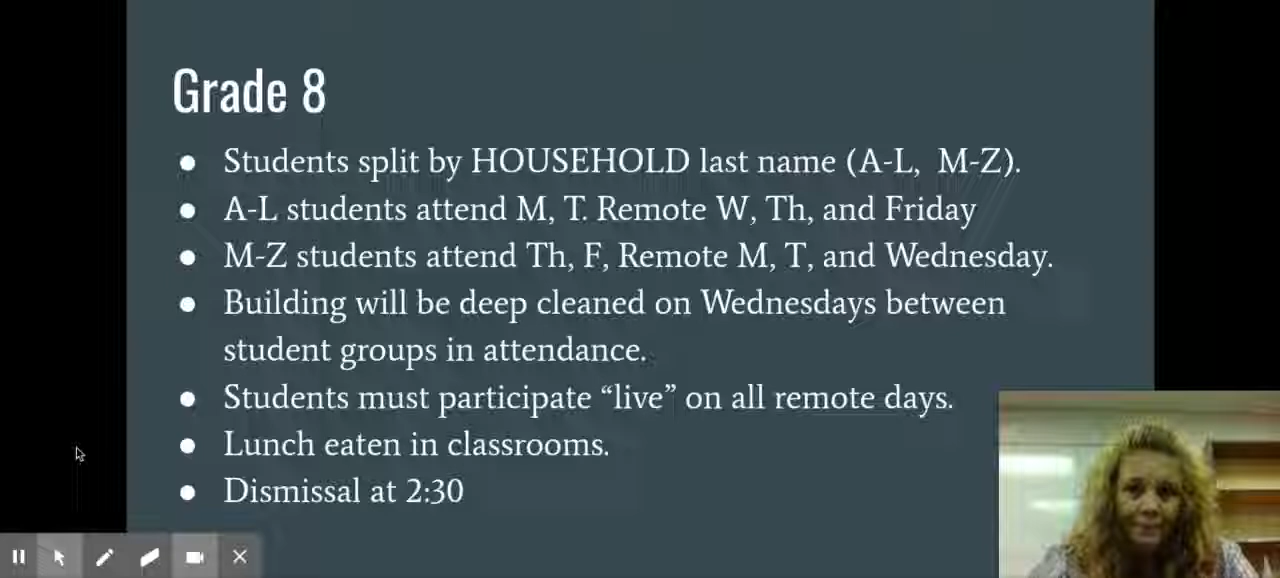 Grade 8
● Students split by HOUSEHOLD last name (A-L, M-Z).
● A-L students attend M, T. Remote W, Th, and Friday
● M-Z students attend Th, F, Remote M, T, and Wednesday.
● Building will be deep cleaned on Wednesdays between
student groups in attendance.
● Students must participate “live” on all remote days.
● Lunch eaten in classrooms.
● Dismissal at 2:30